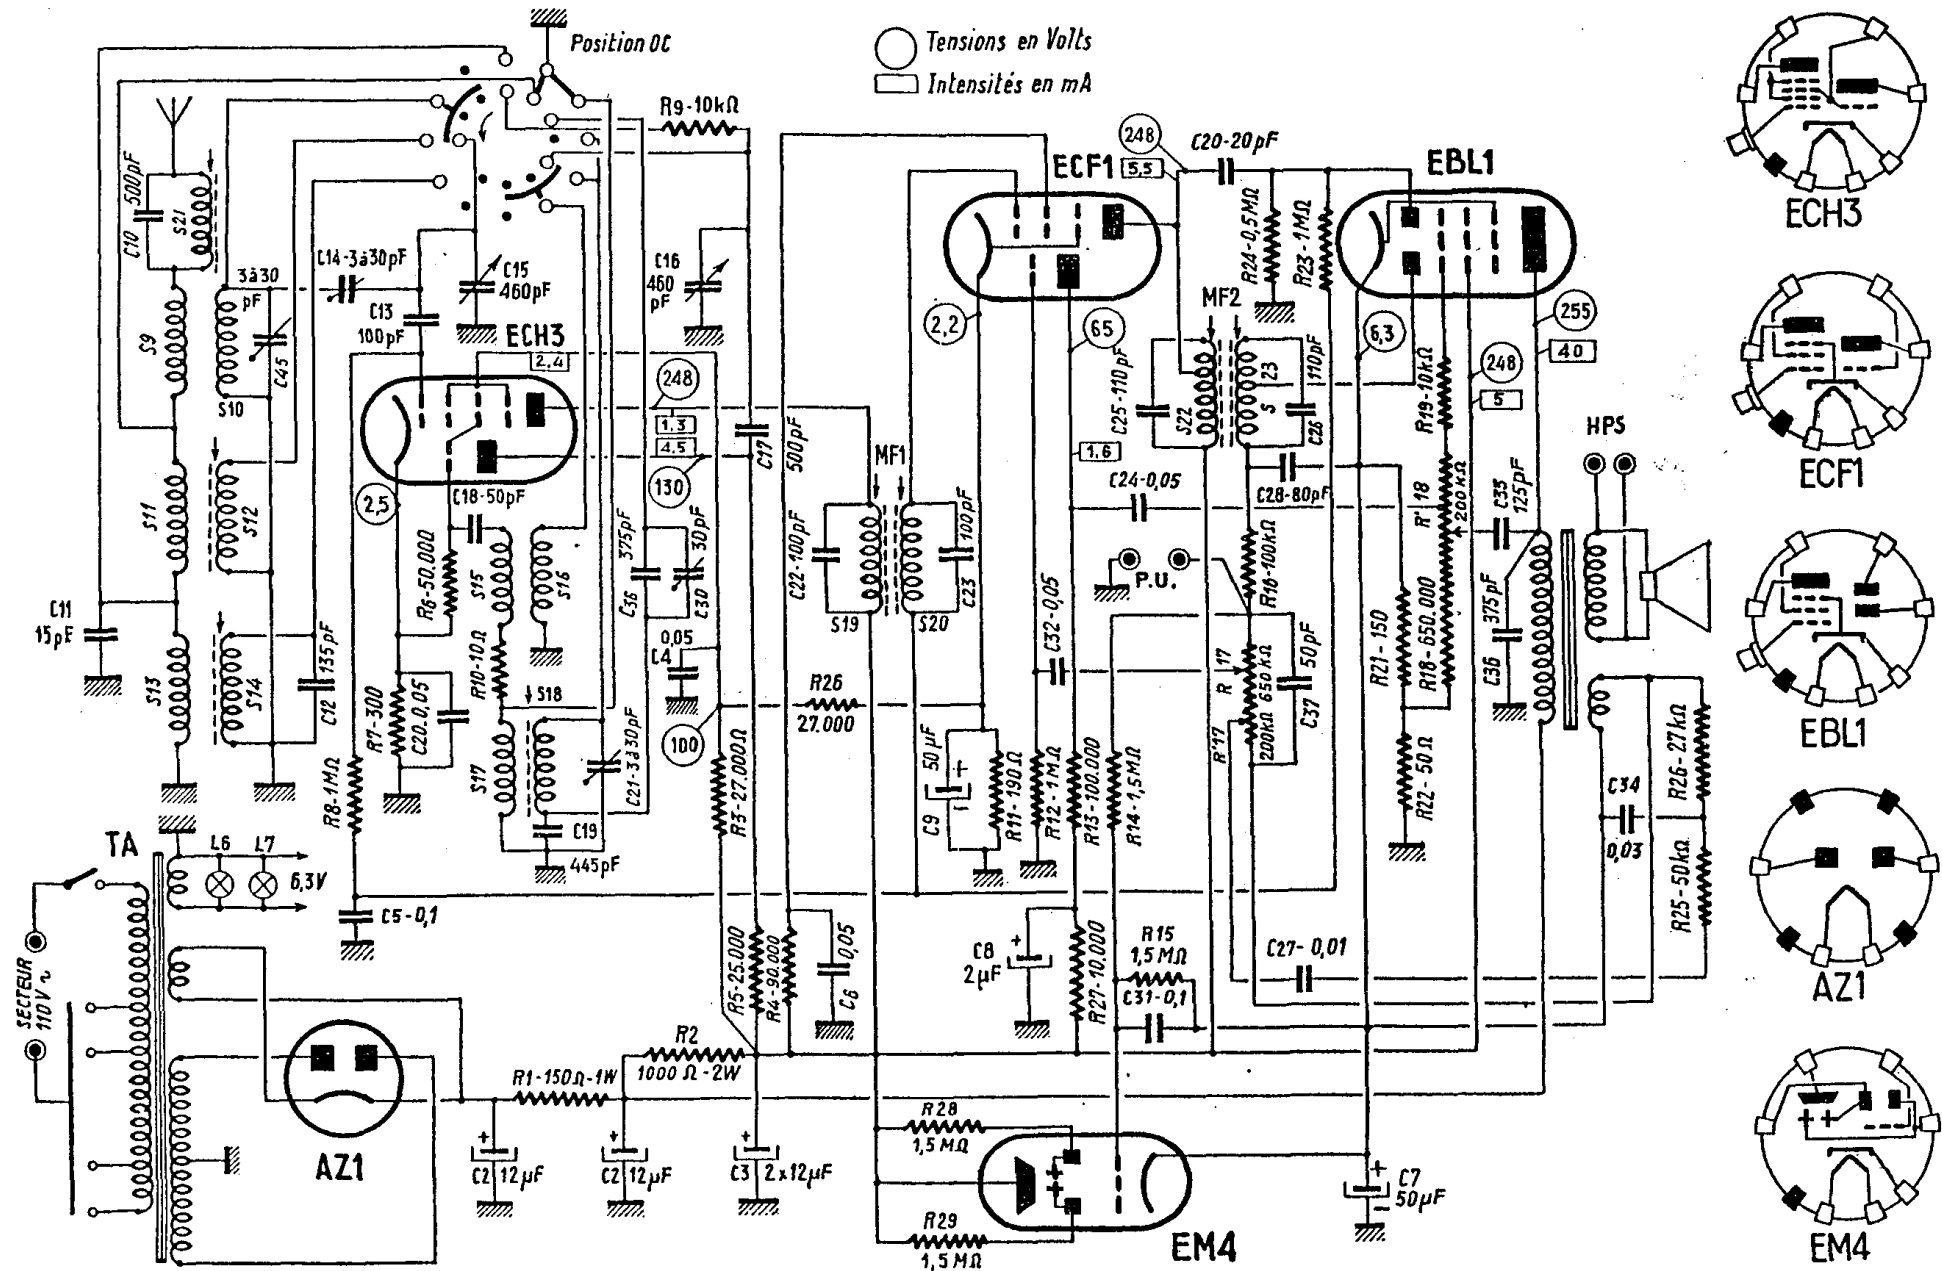 Position OC
Tensions en Volts
Intensités en mA
R9-10kΩ
C10 500pF
S21
3à30 pF
C14-3à30pF
C15 460pF
C16 460 pF
C13 100pF
S9
S10
C45
ECH3
2,4
248
1,3
4,5
130
C17 500pF
2,5
C18-50pF
S11
S12
R6-50.000
S15
S16
C36 375pF
C30 30pF
C11 15pF
S13
S14
C12 135pF
R7-300
C20-0,05
R10-10Ω
S18
S17
C21-3à30pF
C19
445pF
0,05
C4
100
R8-1MΩ
R3-27.000Ω
R26
27.000
MF1
C22-100pF
S19
S20
C23 100pF
ECF1
248
5,5
C20-20pF
2,2
65
1,6
R24-0,5MΩ
R23-1MΩ
MF2
C25-110pF
S22
S 23
110pF
C26
C24-0,05
C28-80pF
P.U.
R16-100kΩ
R 17
650kΩ
R'17
200kΩ
C37 50pF
C32-0,05
C9 50µF
R11-190Ω
R12-1MΩ
R13-100.000
R14-1,5MΩ
EBL1
6,3
255
40
248
5
R19-10kΩ
R'18
200kΩ
R18-650.000
R21-150
R22-50Ω
C35 125pF
C36 375pF
HPS
C34
0,03
R26-27kΩ
R25-50kΩ
C27-0,01
TA
L6
L7
6,3V
SECTEUR
110V~
C5-0,1
R5-25.000
R4-90.000
C6 0,05
C8
2µF
R27-10.000
R15
1,5MΩ
C31-0,1
R2
1000Ω-2W
R1-150Ω-1W
AZ1
C2 12µF
C2 12µF
C3 2x12µF
R28
1,5MΩ
R29
1,5MΩ
EM4
C7
50µF
ECH3
ECF1
EBL1
AZ1
EM4